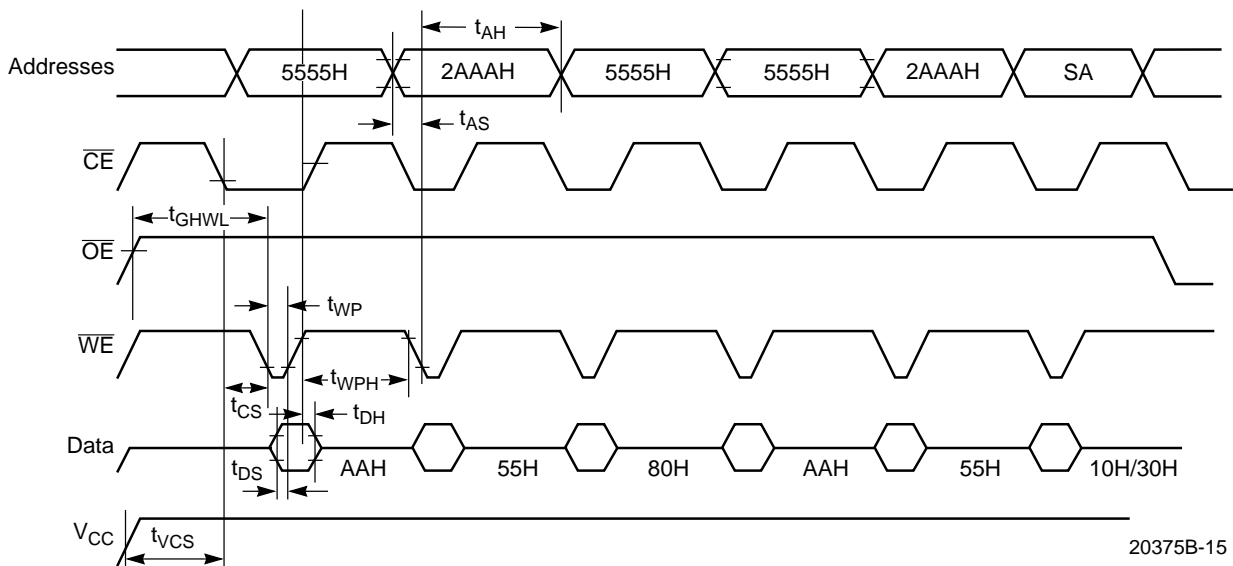 tAH
Addresses 5555H 2AAAH 5555H 5555H 2AAAH SA
tAS
CE
tGHWL
OE
tWP
WE
tWPH
tCS tDH
Data
tDS AAH 55H 80H AAH 55H 10H/30H
VCC tVCS
20375B-15